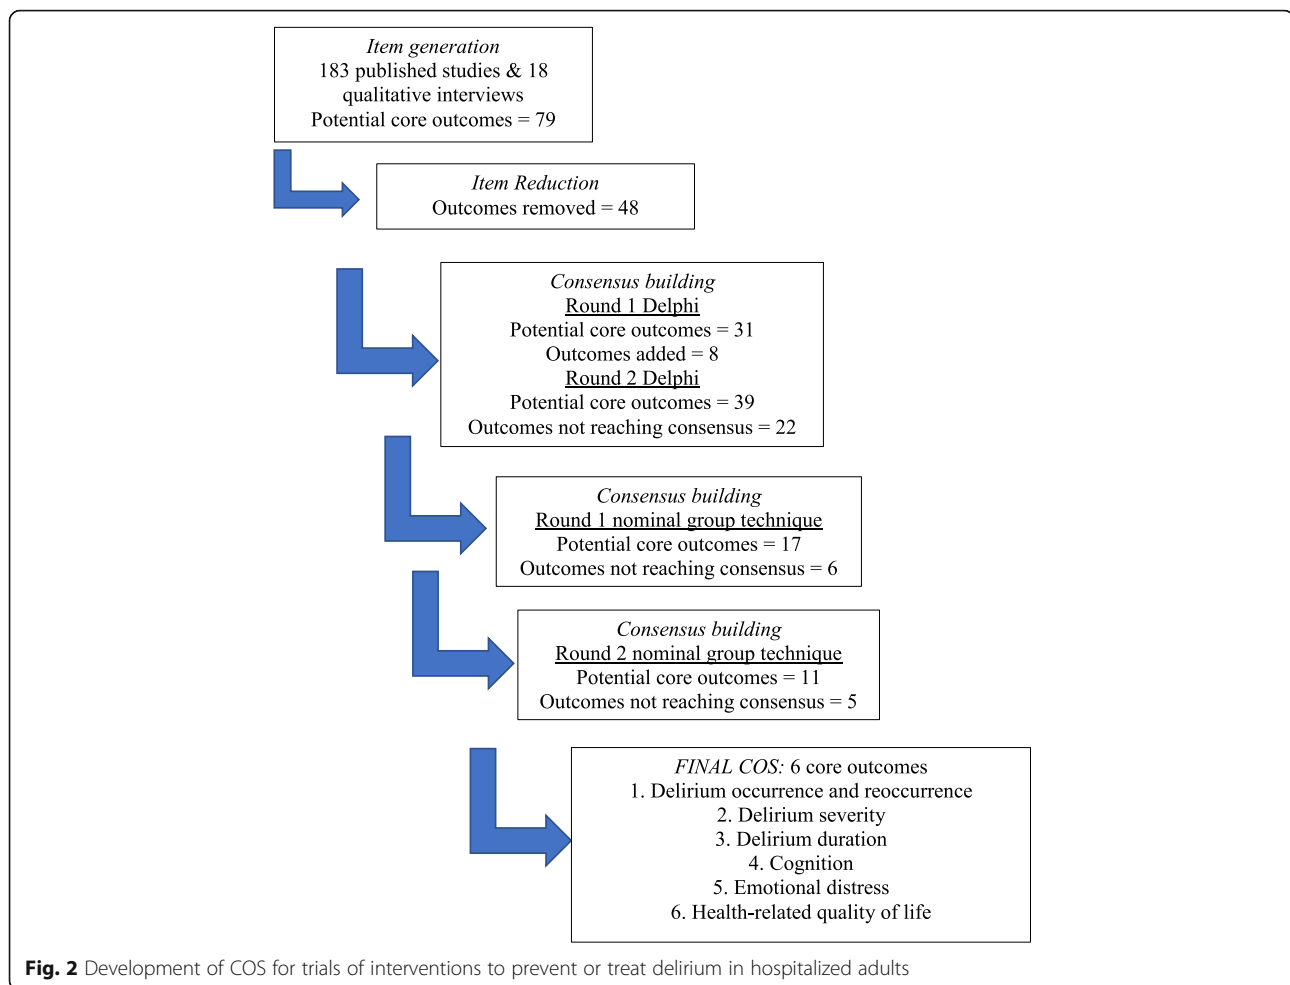 Item generation
183 published studies & 18
qualitative interviews
Potential core outcomes = 79
Item Reduction
Outcomes removed = 48
Consensus building
Round 1 Delphi
Potential core outcomes = 31
Outcomes added = 8
Round 2 Delphi
Potential core outcomes = 39
Outcomes not reaching consensus = 22
Consensus building
Round 1 nominal group technique
Potential core outcomes = 17
Outcomes not reaching consensus = 6
Consensus building
Round 2 nominal group technique
Potential core outcomes = 11
Outcomes not reaching consensus = 5
FINAL COS: 6 core outcomes
1. Delirium occurrence and reoccurrence
2. Delirium severity
3. Delirium duration
4. Cognition
5. Emotional distress
6. Health-related quality of life
Fig. 2 Development of COS for trials of interventions to prevent or treat delirium in hospitalized adults